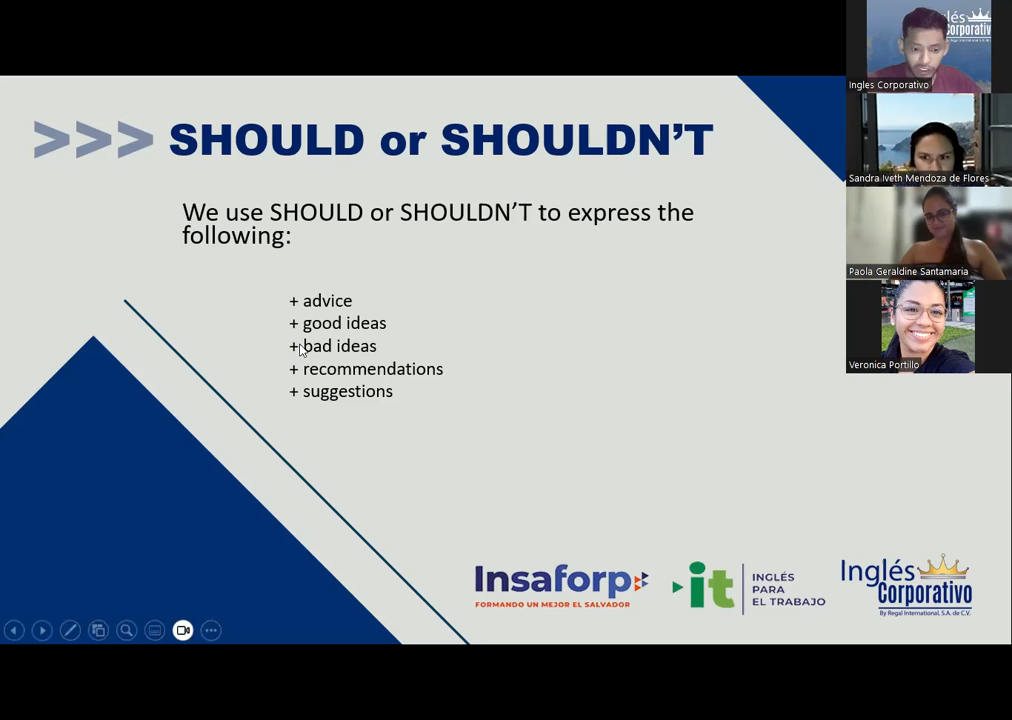 >>> SHOULD or SHOULDN'T
We use SHOULD or SHOULDN'T to express the
following:
+ advice
+ good ideas
+ bad ideas
+ recommendations
+ suggestions
Insaforp
FORMANDO UN MEJOR EL SALVADOR
it
INGLÉS
PARA
EL TRABAJO
Inglés
Corporativo
By Regal International, S.A. de C.V.
lés
Corporativ
Ingles Corporativo
Sandra Iveth Mendoza de Flores
Paola Geraldine Santamaria
Veronica Portillo